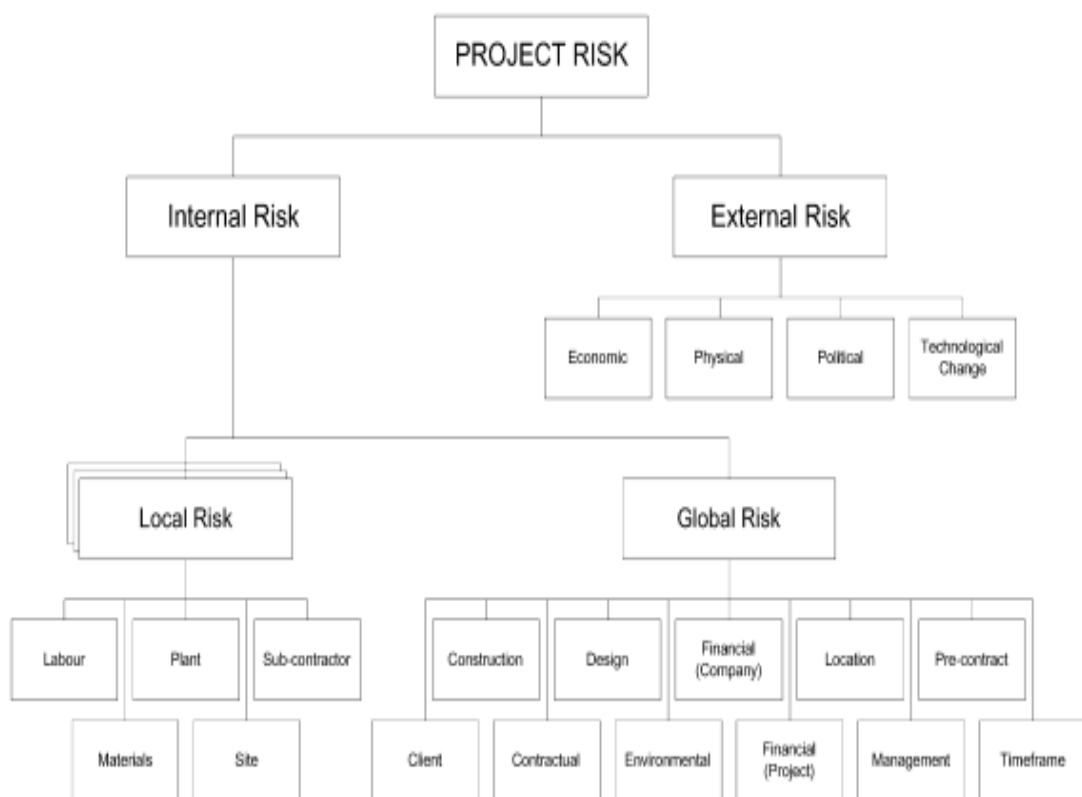 PROJECT RISK
Internal Risk
External Risk
Economic
Physical
Political
Technological
Change
Local Risk
Global Risk
Labour
Plant
Sub-contractor
Construction
Design
Financial
(Company)
Location
Pre-contract
Materials
Site
Client
Contractual
Environmental
Financial
(Project)
Management
Timeframe